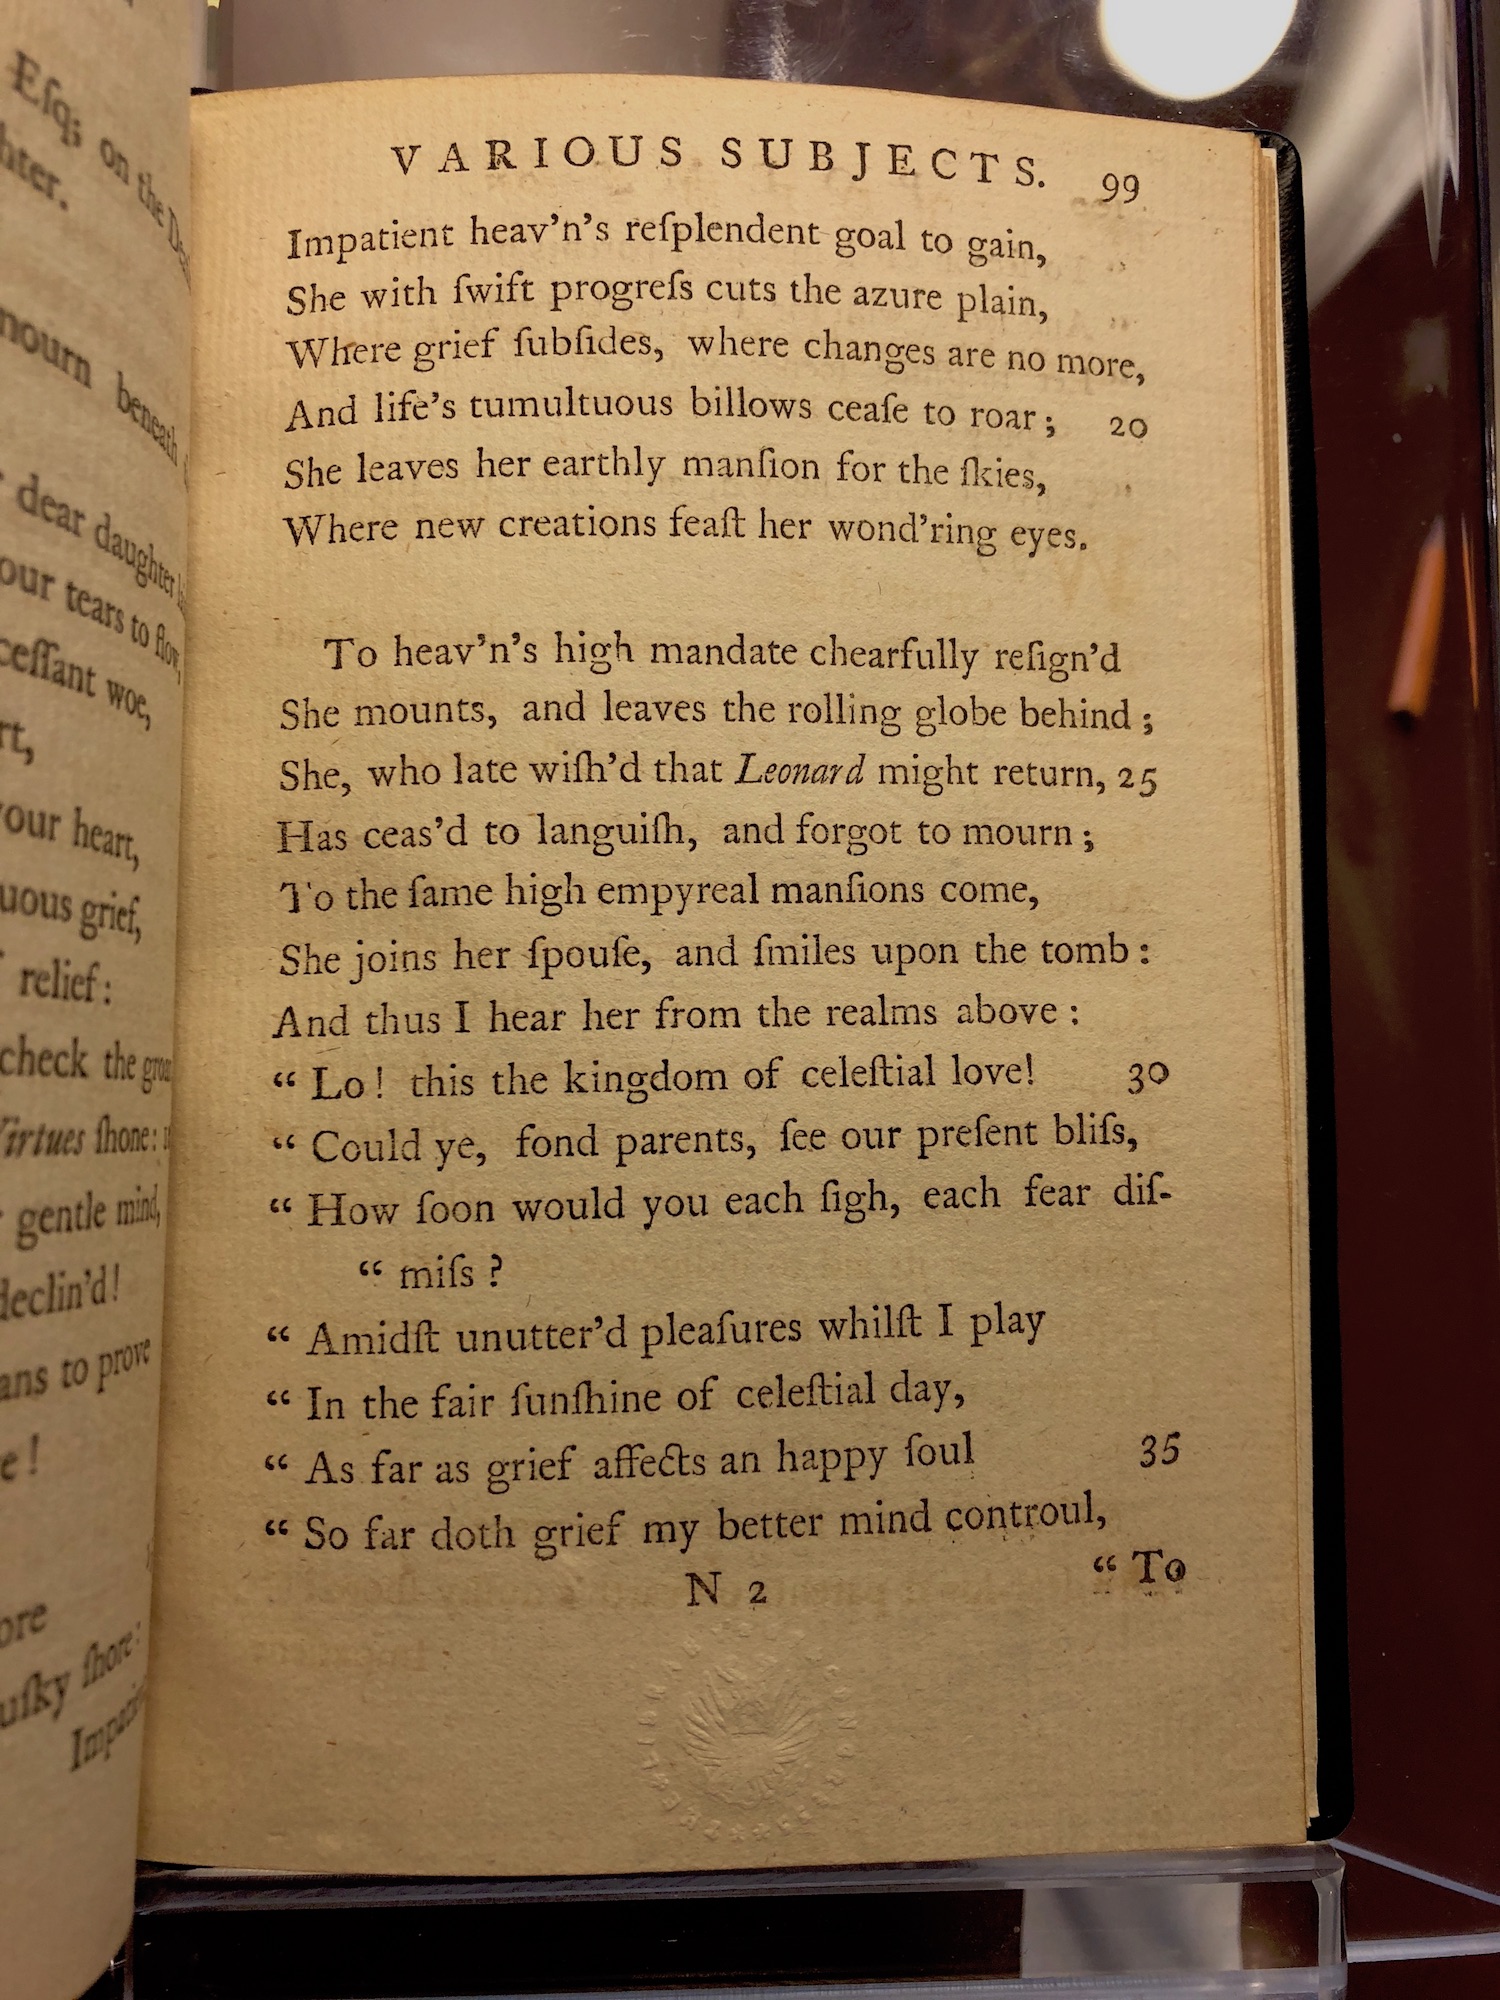 Eſq; on the
hter.
mourn beneath
dear daughter
our tears to flow,
ceſſant woe,
rt,
your heart,
uous grief,
relief:
check the
Virtues ſhone:
gentle mind,
declin'd!
ans to prove
e!
ore
uſky ſhore:
VARIOUS SUBJECTS. 99
Impatient heav'n's reſplendent goal to gain,
She with ſwift progreſs cuts the azure plain,
Where grief ſubſides, where changes are no more,
And life's tumultuous billows ceaſe to roar; 20
She leaves her earthly manſion for the ſkies,
Where new creations feaſt her wond'ring eyes.
To heav'n's high mandate chearfully reſign'd
She mounts, and leaves the rolling globe behind;
She, who late wiſh'd that Leonard might return, 25
Has ceas'd to languiſh, and forgot to mourn;
To the ſame high empyreal manſions come,
She joins her ſpouſe, and ſmiles upon the tomb:
And thus I hear her from the realms above:
“ Lo! this the kingdom of celeſtial love! 30
“ Could ye, fond parents, ſee our preſent bliſs,
“ How ſoon would you each ſigh, each fear diſ-
“ miſs?
“ Amidſt unutter'd pleaſures whilſt I play
“ In the fair ſunſhine of celeſtial day,
“ As far as grief affects an happy ſoul 35
“ So far doth grief my better mind controul,
N 2 “ To